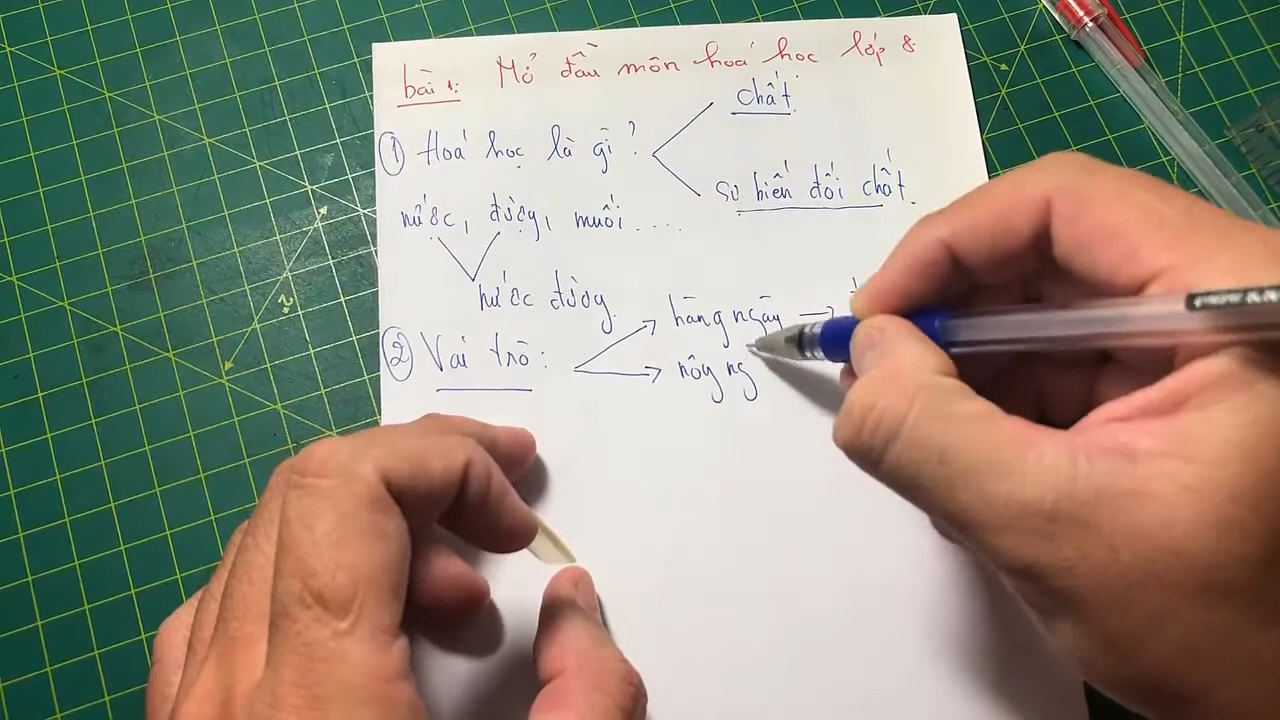 bài 1: Mở đầu môn hoá học lớp 8
chất
① Hoá học là gì?
sự biến đổi chất.
nước, đường, muối ....
nước đường.
hàng ngày →
② Vai trò:
nông ng